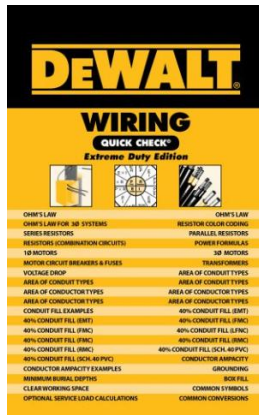 DEWALT®
WIRING
QUICK CHECK®
Extreme Duty Edition
OHM'S LAW OHM'S LAW
OHM'S LAW FOR 3Ø SYSTEMS RESISTOR COLOR CODING
SERIES RESISTORS PARALLEL RESISTORS
RESISTORS (COMBINATION CIRCUITS) POWER FORMULAS
1Ø MOTORS 3Ø MOTORS
MOTOR CIRCUIT BREAKERS & FUSES TRANSFORMERS
VOLTAGE DROP AREA OF CONDUIT TYPES
AREA OF CONDUIT TYPES AREA OF CONDUIT TYPES
AREA OF CONDUCTOR TYPES AREA OF CONDUCTOR TYPES
AREA OF CONDUCTOR TYPES AREA OF CONDUCTOR TYPES
CONDUIT FILL EXAMPLES 40% CONDUIT FILL (EMT)
40% CONDUIT FILL (EMT) 40% CONDUIT FILL (FMC)
40% CONDUIT FILL (FMC) 40% CONDUIT FILL (LFNC)
40% CONDUIT FILL (RMC) 40% CONDUIT FILL (RMC)
40% CONDUIT FILL (RMC) 40% CONDUIT FILL (SCH. 40 PVC)
40% CONDUIT FILL (SCH. 40 PVC) CONDUCTOR AMPACITY
CONDUCTOR AMPACITY EXAMPLES GROUNDING
MINIMUM BURIAL DEPTHS BOX FILL
CLEAR WORKING SPACE COMMON SYMBOLS
OPTIONAL SERVICE LOAD CALCULATIONS COMMON CONVERSIONS